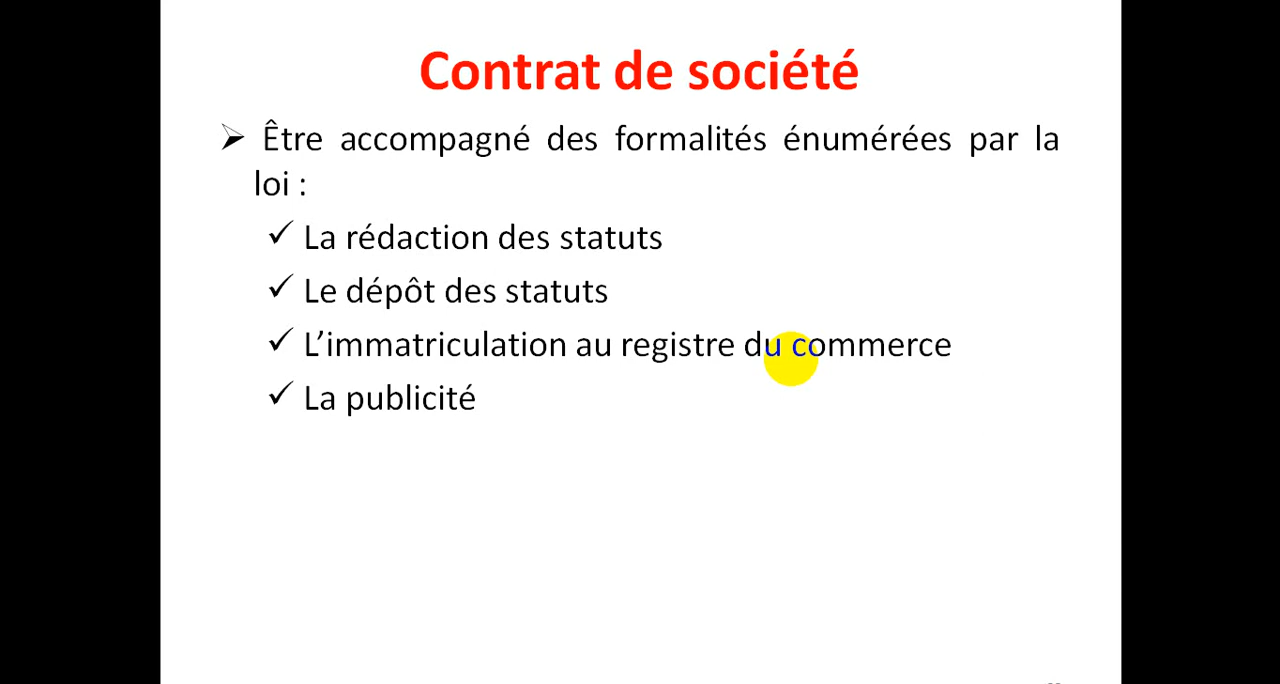 Contrat de société
➢ Être accompagné des formalités énumérées par la
loi :
✓ La rédaction des statuts
✓ Le dépôt des statuts
✓ L’immatriculation au registre du commerce
✓ La publicité